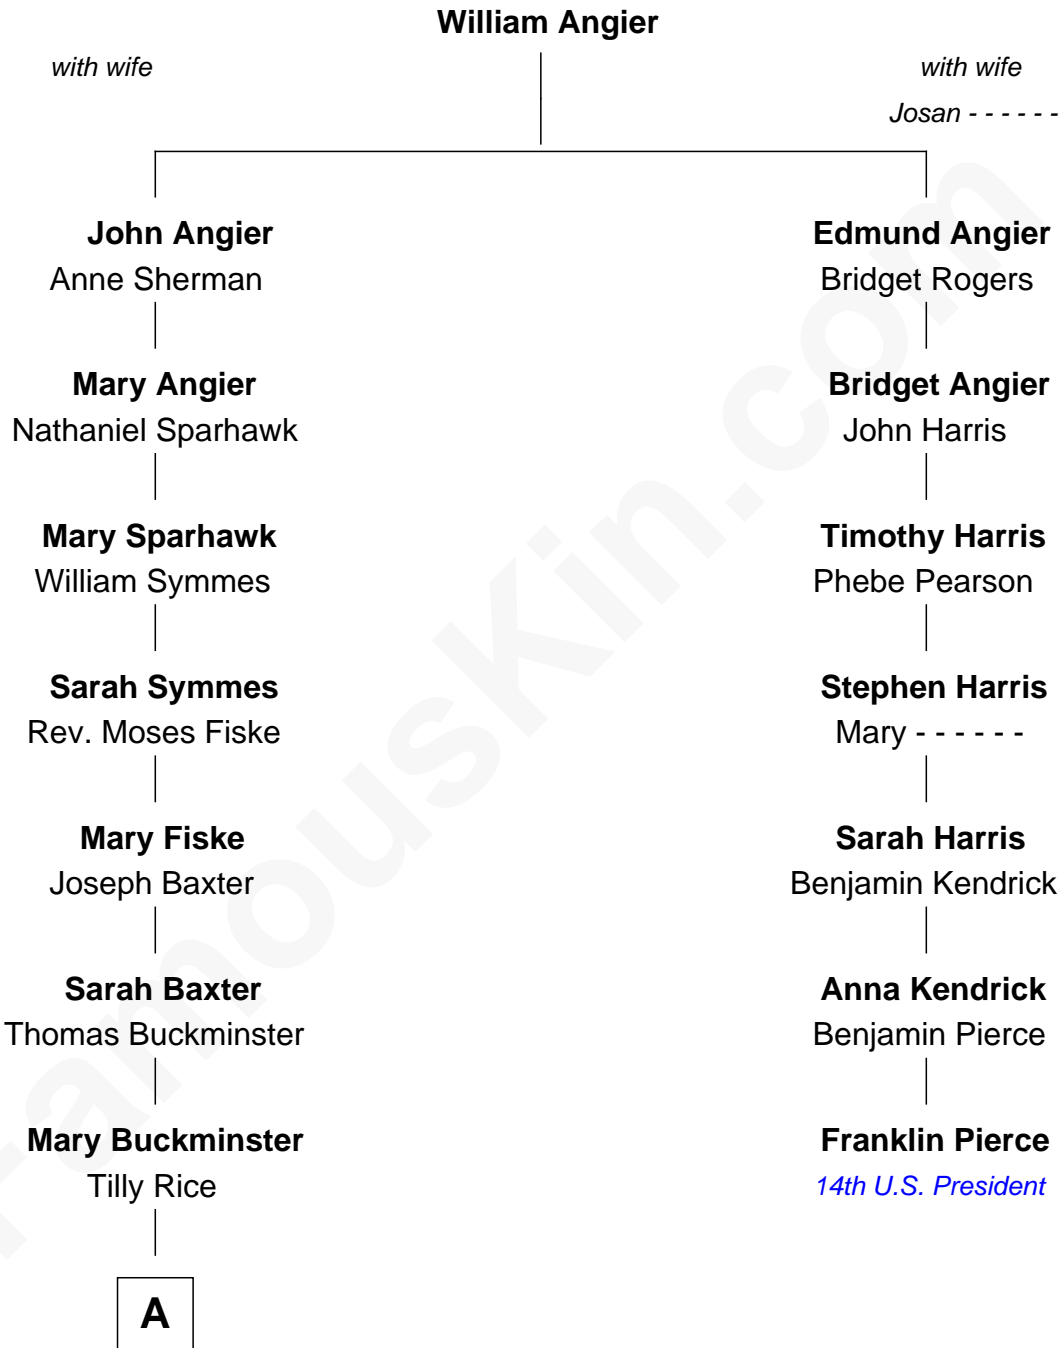 William Angier
with wife
with wife
Josan - - - - - -
John Angier
Anne Sherman
Edmund Angier
Bridget Rogers
Mary Angier
Nathaniel Sparhawk
Bridget Angier
John Harris
Mary Sparhawk
William Symmes
Timothy Harris
Phebe Pearson
Sarah Symmes
Rev. Moses Fiske
Stephen Harris
Mary - - - - - -
Mary Fiske
Joseph Baxter
Sarah Harris
Benjamin Kendrick
Sarah Baxter
Thomas Buckminster
Anna Kendrick
Benjamin Pierce
Mary Buckminster
Tilly Rice
Franklin Pierce
14th U.S. President
A
FamousKin.com